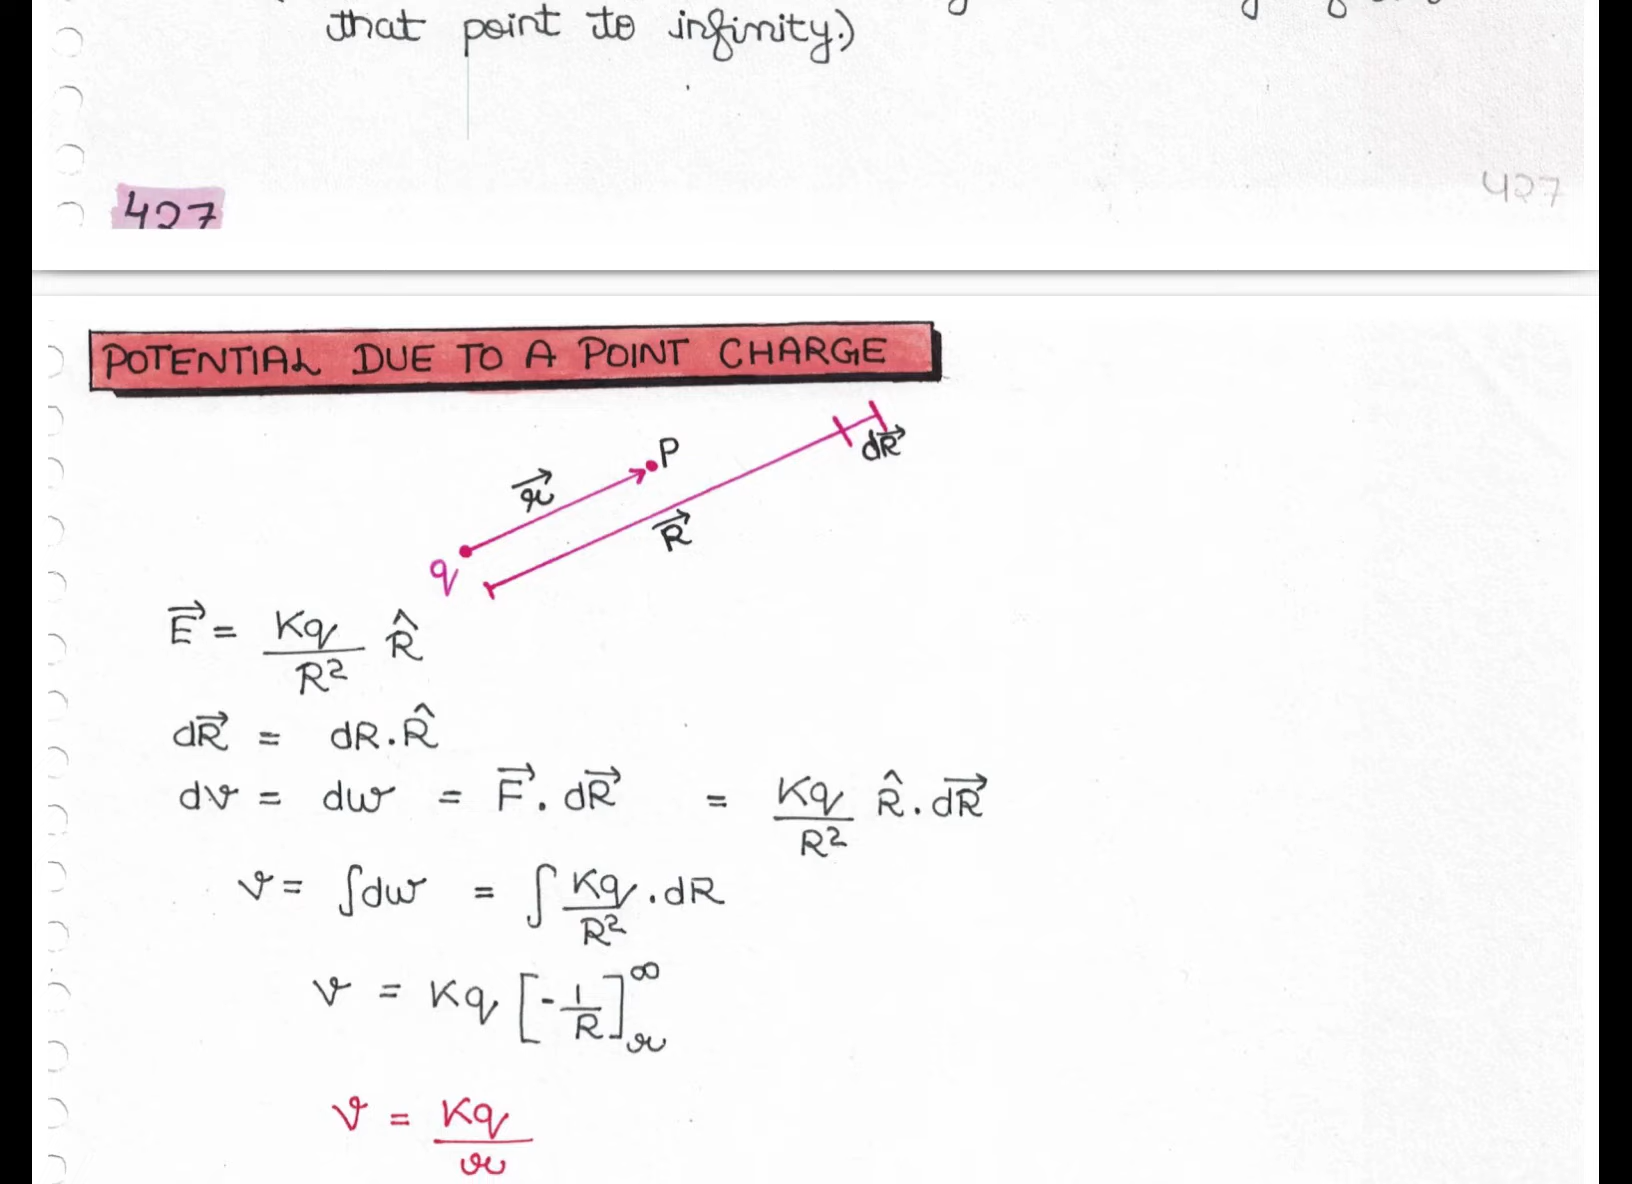 that point to infinity.)
427
427
POTENTIAL DUE TO A POINT CHARGE
P
dR⃗
r⃗
R⃗
q
E⃗ = Kq/R² R̂
dR⃗ = dR.R̂
dv = dw = F⃗.dR⃗ = Kq/R² R̂.dR⃗
v = ∫dw = ∫ Kq/R² .dR
v = Kq [-1/R]_r^∞
v = Kq/r